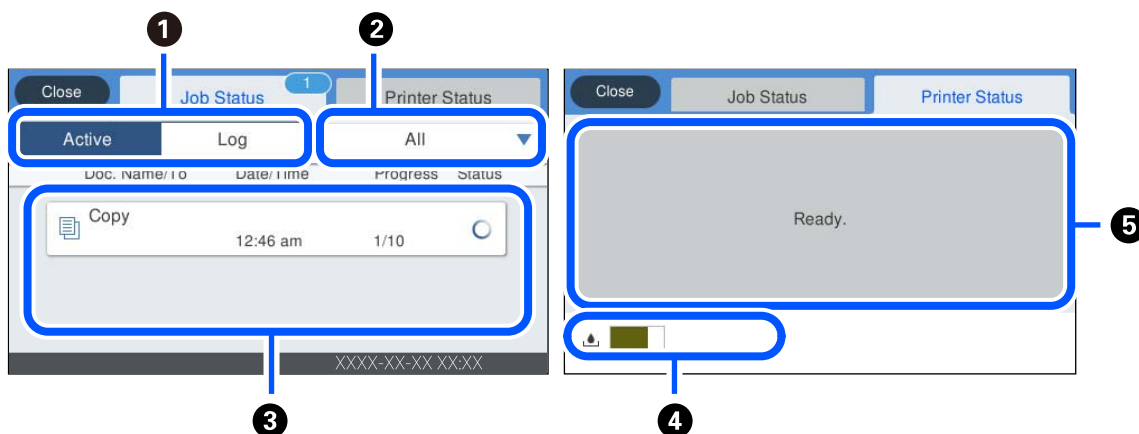 1 2
Close Job Status 1 Printer Status
Active Log All
Doc. Name/To Date/Time Progress Status
Copy
12:46 am 1/10
XXXX-XX-XX XX:XX
3
Close Job Status Printer Status
Ready.
5
4